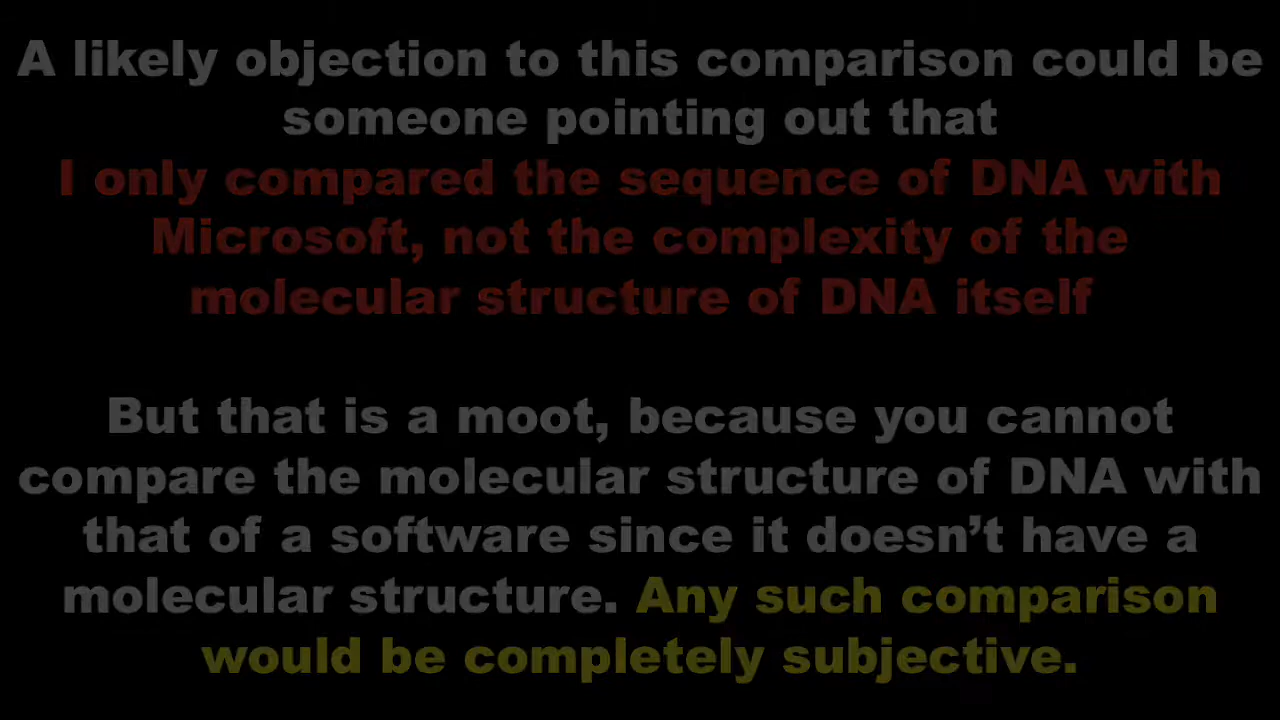 A likely objection to this comparison could be
someone pointing out that
I only compared the sequence of DNA with
Microsoft, not the complexity of the
molecular structure of DNA itself
But that is a moot, because you cannot
compare the molecular structure of DNA with
that of a software since it doesn’t have a
molecular structure. Any such comparison
would be completely subjective.